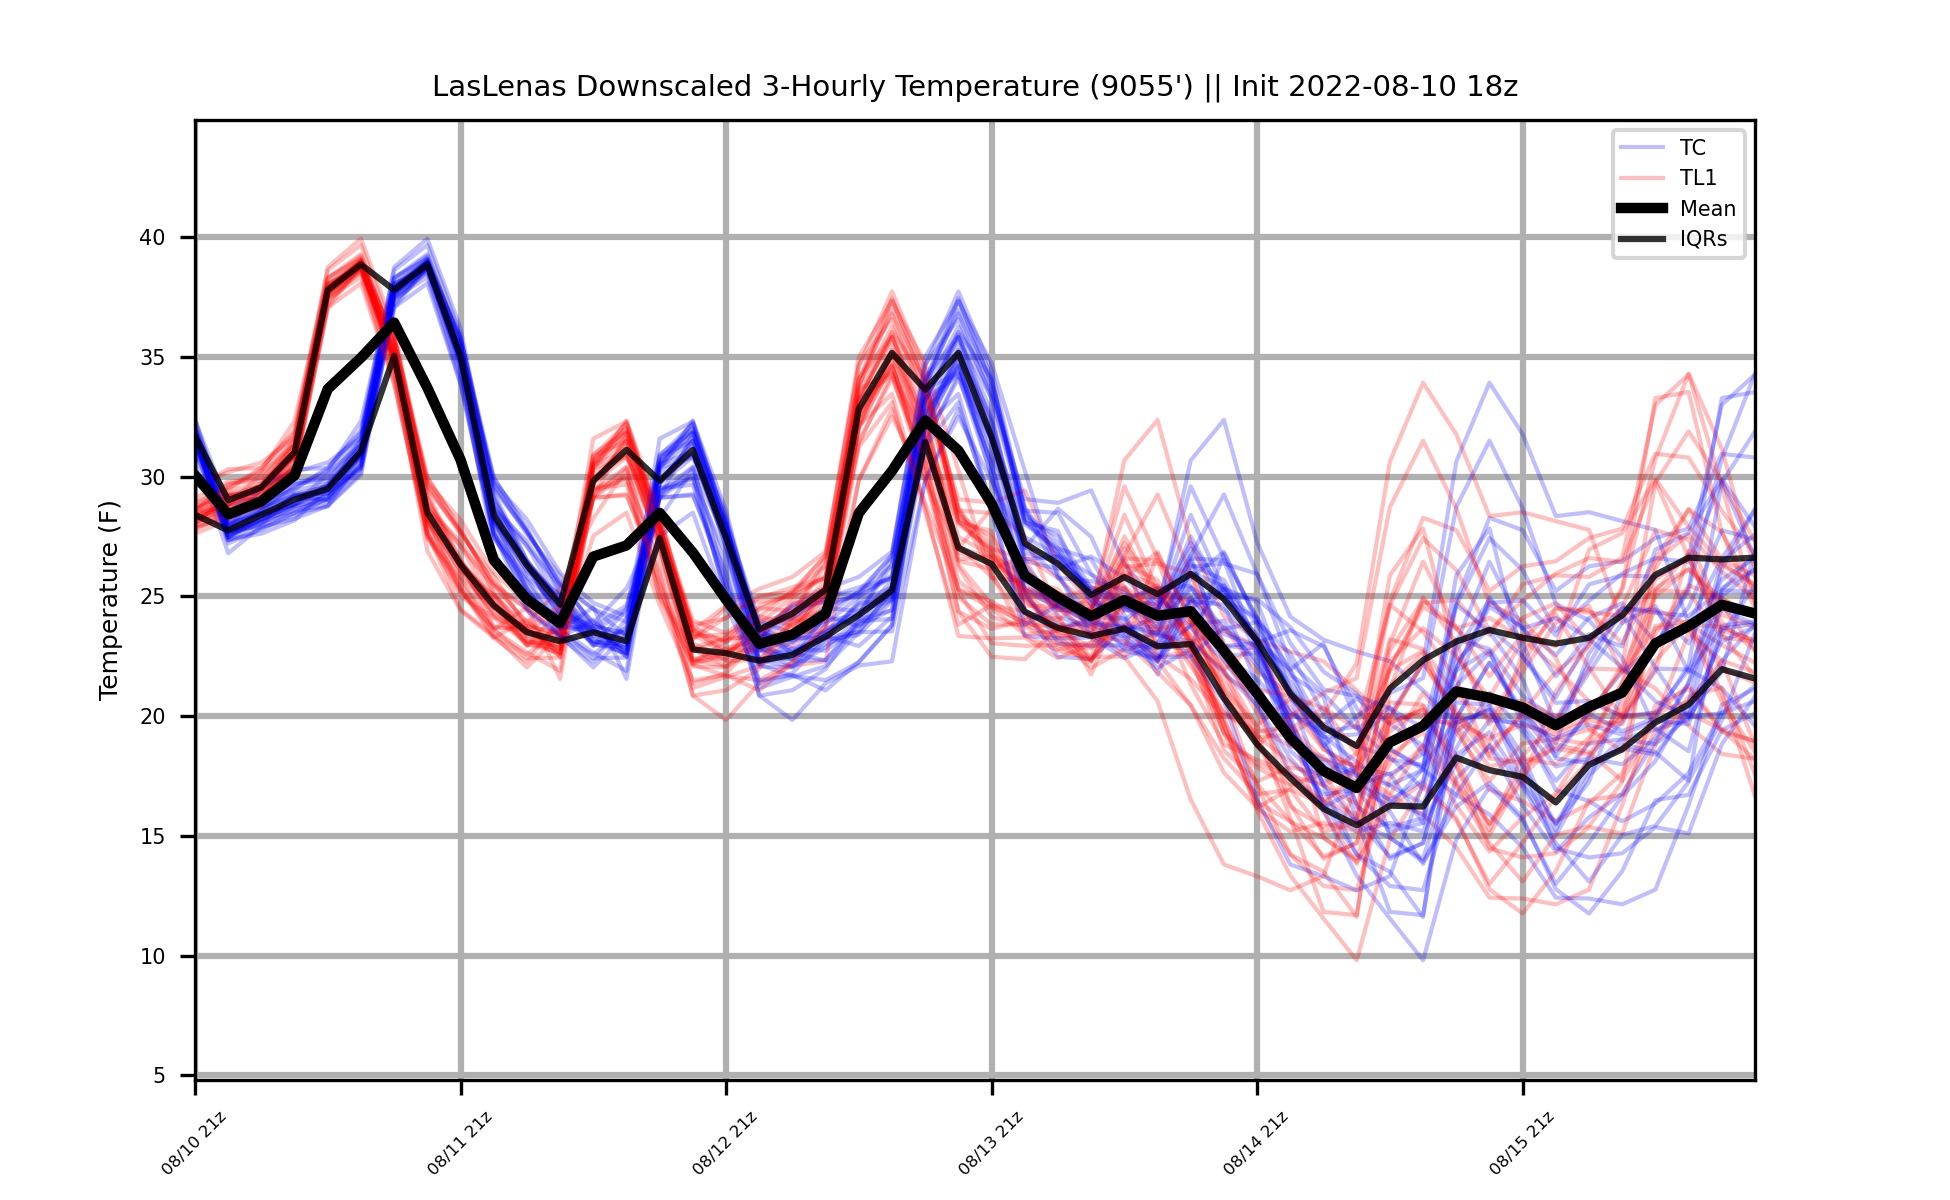 LasLenas Downscaled 3-Hourly Temperature (9055') || Init 2022-08-10 18z
TC
TL1
Mean
IQRs
Temperature (F)
40
35
30
25
20
15
10
5
08/10 21z
08/11 21z
08/12 21z
08/13 21z
08/14 21z
08/15 21z